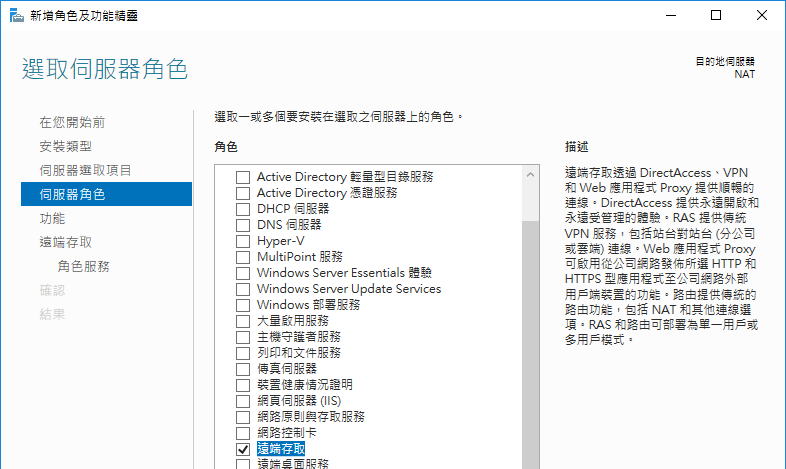 新增角色及功能精靈
選取伺服器角色
目的地伺服器
NAT
在您開始前
安裝類型
伺服器選取項目
伺服器角色
功能
遠端存取
角色服務
確認
結果
選取一或多個要安裝在選取之伺服器上的角色。
角色
Active Directory 輕量型目錄服務
Active Directory 憑證服務
DHCP 伺服器
DNS 伺服器
Hyper-V
MultiPoint 服務
Windows Server Essentials 體驗
Windows Server Update Services
Windows 部署服務
大量啟用服務
主機守護者服務
列印和文件服務
傳真伺服器
裝置健康情況證明
網頁伺服器 (IIS)
網路原則與存取服務
網路控制卡
遠端存取
遠端桌面服務
描述
遠端存取透過 DirectAccess、VPN
和 Web 應用程式 Proxy 提供順暢的
連線。DirectAccess 提供永遠開啟和
永遠受管理的體驗。RAS 提供傳統
VPN 服務，包括站台對站台 (分公司
或雲端) 連線。Web 應用程式 Proxy
可啟用從公司網路發佈所選 HTTP 和
HTTPS 型應用程式至公司網路外部
用戶端裝置的功能。路由提供傳統的
路由功能，包括 NAT 和其他連線選
項。RAS 和路由可部署為單一用戶或
多用戶模式。